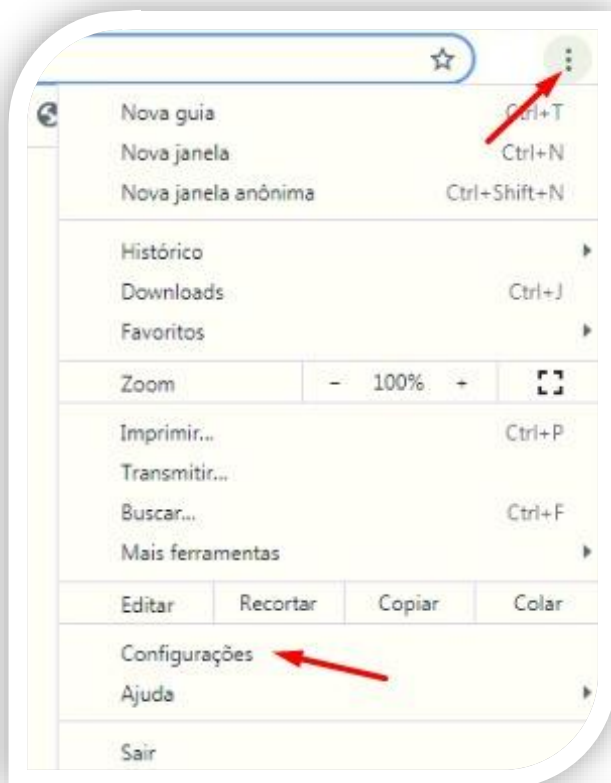 Nova guia Ctrl+T
Nova janela Ctrl+N
Nova janela anônima Ctrl+Shift+N
Histórico
Downloads Ctrl+J
Favoritos
Zoom - 100% +
Imprimir... Ctrl+P
Transmitir...
Buscar... Ctrl+F
Mais ferramentas
Editar Recortar Copiar Colar
Configurações
Ajuda
Sair